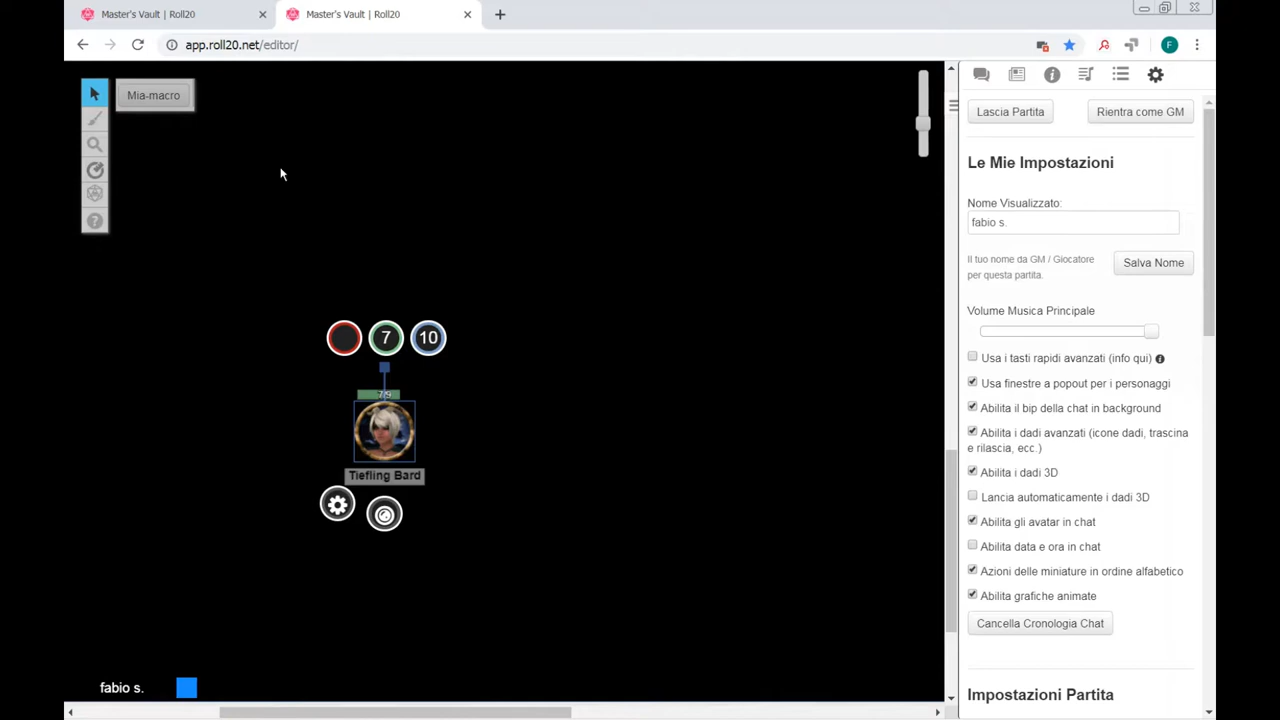 Master's Vault | Roll20
Master's Vault | Roll20
app.roll20.net/editor/
F
Mia-macro
Lascia Partita
Rientra come GM
Le Mie Impostazioni
Nome Visualizzato:
fabio s.
Il tuo nome da GM / Giocatore
per questa partita.
Salva Nome
Volume Musica Principale
Usa i tasti rapidi avanzati (info qui)
Usa finestre a popout per i personaggi
Abilita il bip della chat in background
Abilita i dadi avanzati (icone dadi, trascina
e rilascia, ecc.)
Abilita i dadi 3D
Lancia automaticamente i dadi 3D
Abilita gli avatar in chat
Abilita data e ora in chat
Azioni delle miniature in ordine alfabetico
Abilita grafiche animate
Cancella Cronologia Chat
Impostazioni Partita
7
10
7/9
Tiefling Bard
fabio s.